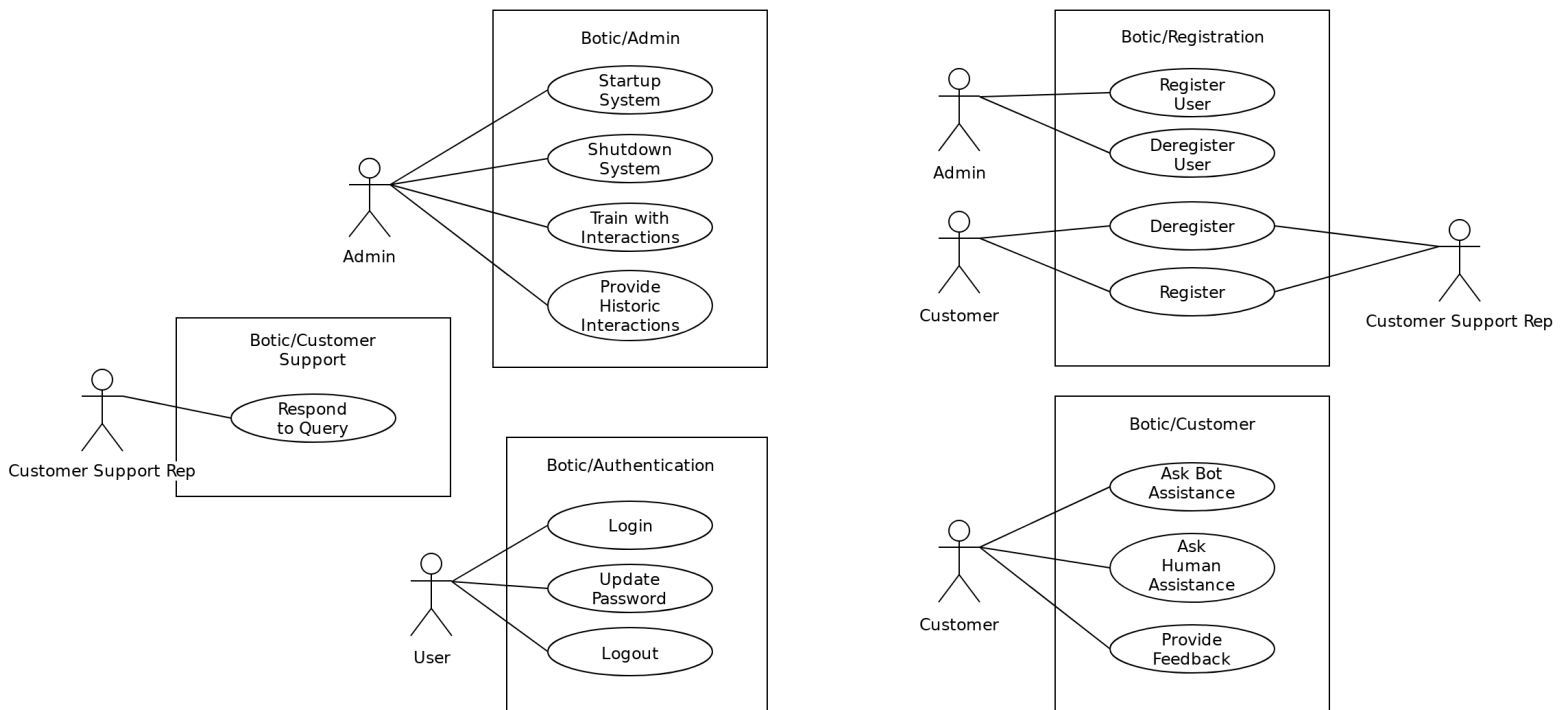 Botic/Admin
Startup
System
Shutdown
System
Train with
Interactions
Provide
Historic
Interactions
Admin
Botic/Customer
Support
Respond
to Query
Customer Support Rep
Botic/Authentication
Login
Update
Password
Logout
User
Botic/Registration
Register
User
Deregister
User
Admin
Deregister
Register
Customer
Customer Support Rep
Botic/Customer
Ask Bot
Assistance
Ask
Human
Assistance
Provide
Feedback
Customer